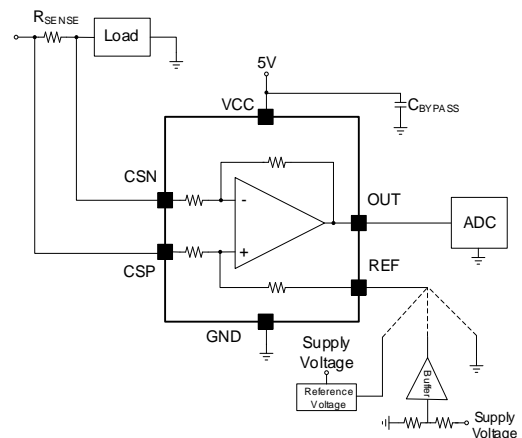 RSENSE
Load
5V
VCC
CBYPASS
CSN
-
OUT
ADC
CSP
+
REF
GND
Supply
Voltage
Reference
Voltage
Buffer
Supply
Voltage